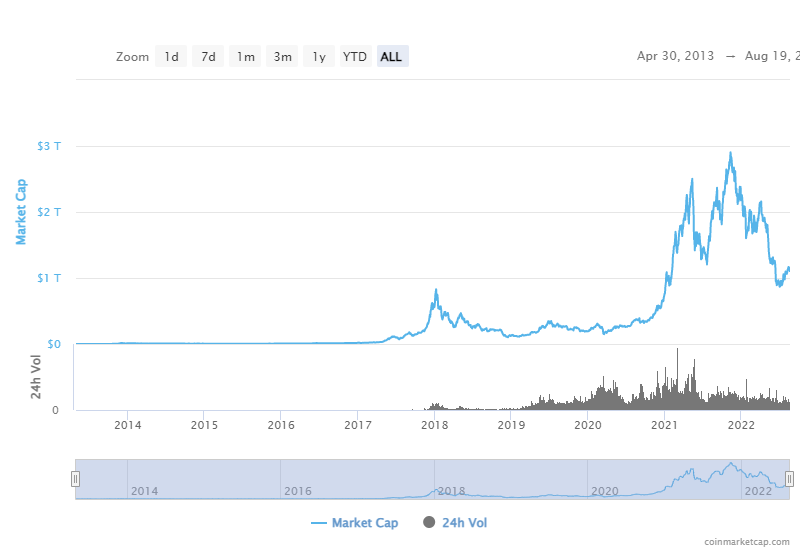 Zoom 1d 7d 1m 3m 1y YTD ALL
Apr 30, 2013 → Aug 19, 2
$3 T
$2 T
$1 T
$0
Market Cap
24h Vol
0
2014 2015 2016 2017 2018 2019 2020 2021 2022
2014 2016 2018 2020 2022
Market Cap 24h Vol
coinmarketcap.com